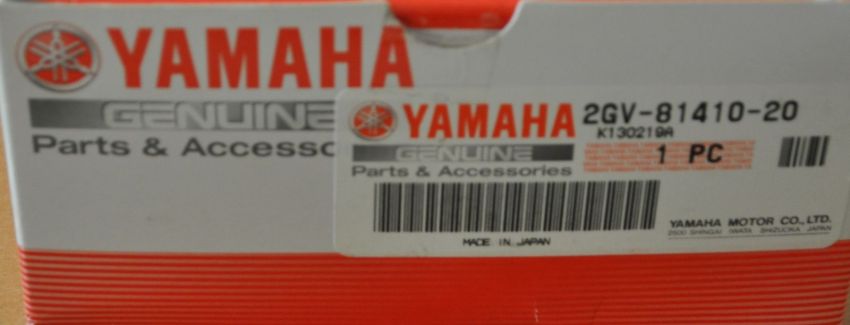 YAMAHA
GENUINE
Parts & Accesso
YAMAHA 2GV-81410-20
K130219A
GENUINE 1 PC
Parts & Accessories
YAMAHA MOTOR CO., LTD.
2500 SHINGAI IWATA SHIZUOKA JAPAN
MADE IN JAPAN